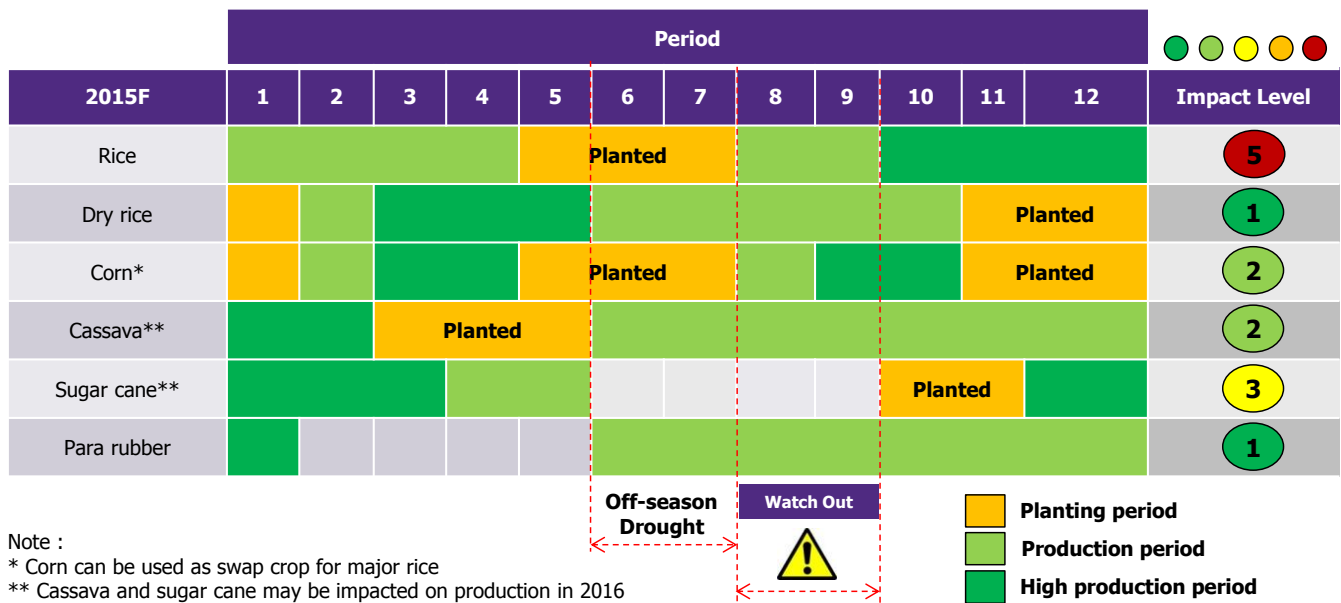 Period
2015F 1 2 3 4 5 6 7 8 9 10 11 12 Impact Level
Rice Planted 5
Dry rice Planted 1
Corn* Planted Planted 2
Cassava** Planted 2
Sugar cane** Planted 3
Para rubber 1
Off-season
Drought
Watch Out
Planting period
Production period
High production period
Note :
* Corn can be used as swap crop for major rice
** Cassava and sugar cane may be impacted on production in 2016